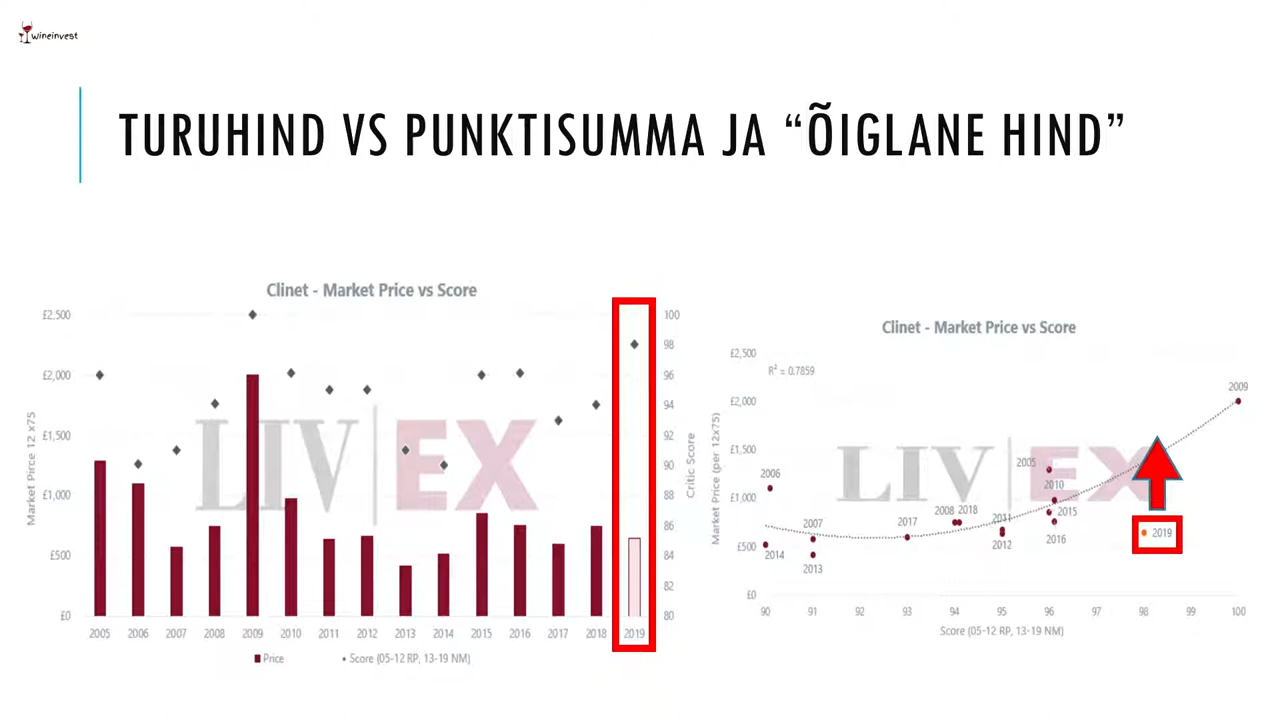 wineinvest
TURUHIND VS PUNKTISUMMA JA “ÕIGLANE HIND”
Clinet - Market Price vs Score
£2,500
£2,000
£1,500
£1,000
£500
£0
Market Pirce 12 x75
LIV EX
100
98
96
94
92
90
88
86
84
82
80
Critic Score
2005 2006 2007 2008 2009 2010 2011 2012 2013 2014 2015 2016 2017 2018 2019
Price
Score (05-12 RP, 13-19 NM)
Clinet - Market Price vs Score
R² = 0.7859
£2,500
£2,000
£1,500
£1,000
£500
£0
Market Price (per 12x75)
LIV EX
2009
2005
2006
2010
2008 2018
2015
2017
2011
2007
2019
2016
2012
2014
2013
90 91 92 93 94 95 96 97 98 99 100
Score (05-12 RP, 13-19 NM)